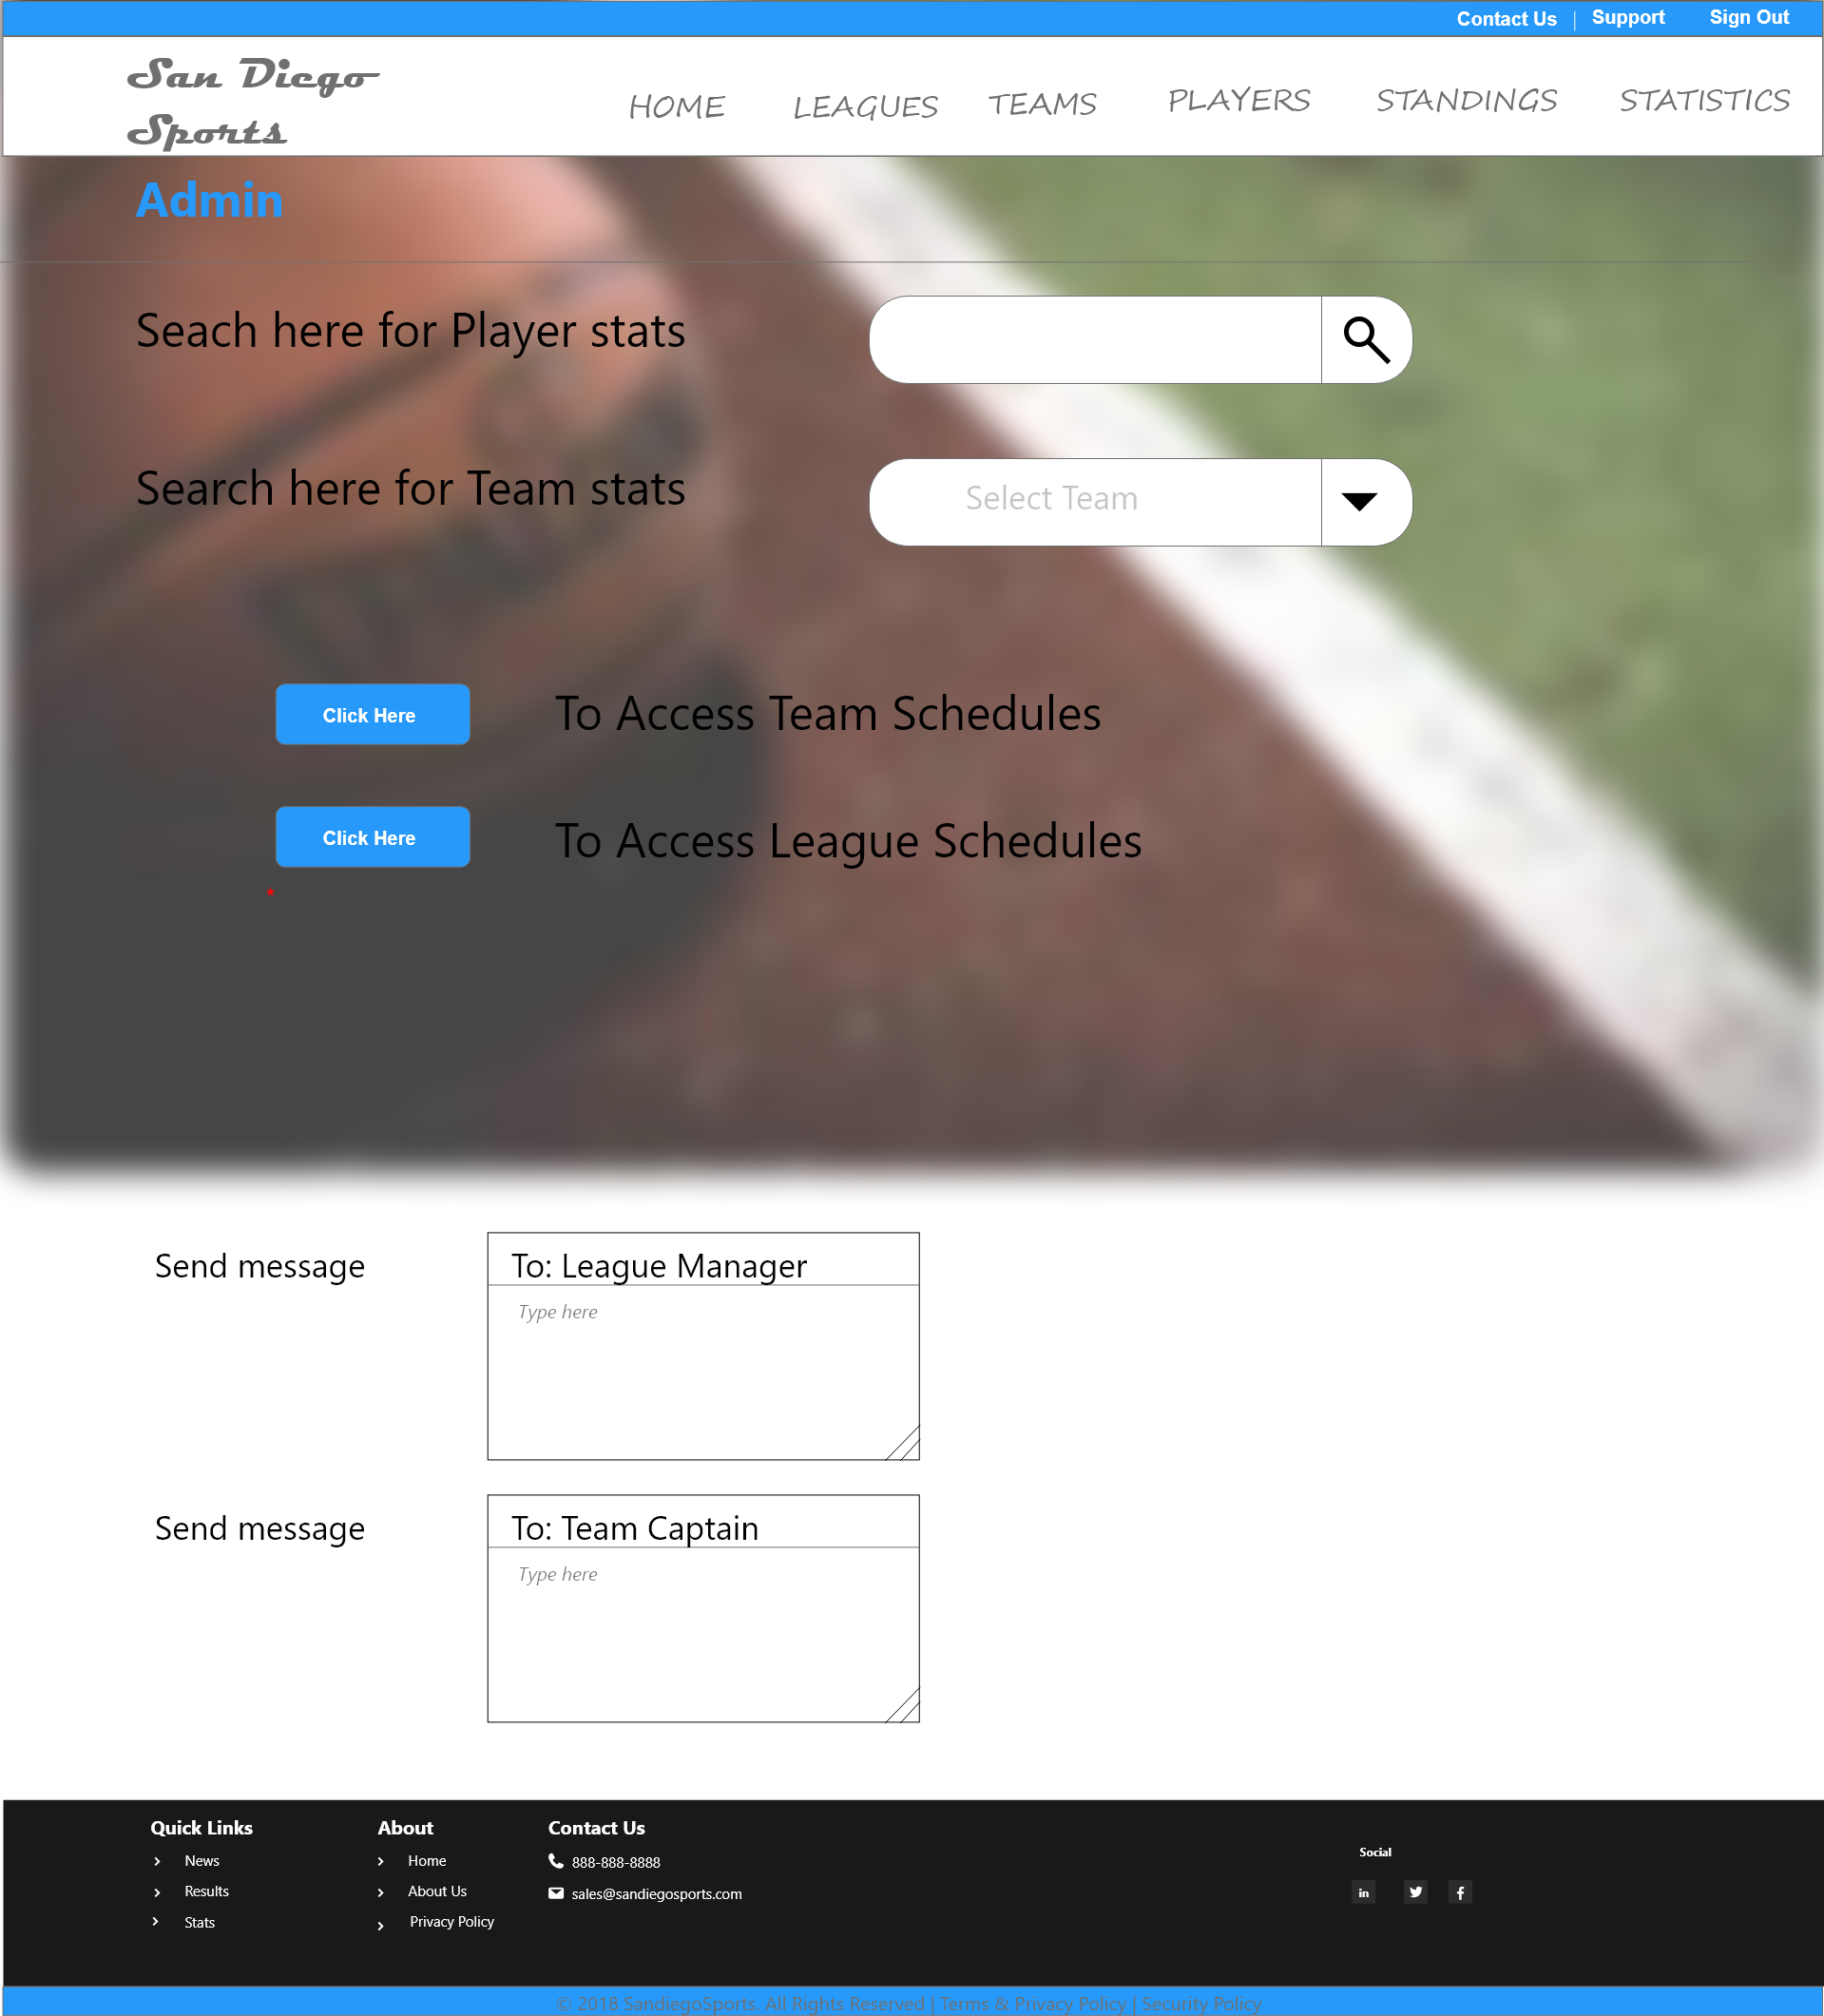 Contact Us | Support Sign Out
San Diego
Sports
HOME LEAGUES TEAMS PLAYERS STANDINGS STATISTICS
Admin
Seach here for Player stats
Search here for Team stats
Select Team
Click Here To Access Team Schedules
Click Here To Access League Schedules
*
Send message
To: League Manager
Type here
Send message
To: Team Captain
Type here
Quick Links
News
Results
Stats
About
Home
About Us
Privacy Policy
Contact Us
888-888-8888
sales@sandiegosports.com
Social
© 2018 SandiegoSports. All Rights Reserved | Terms & Privacy Policy | Security Policy